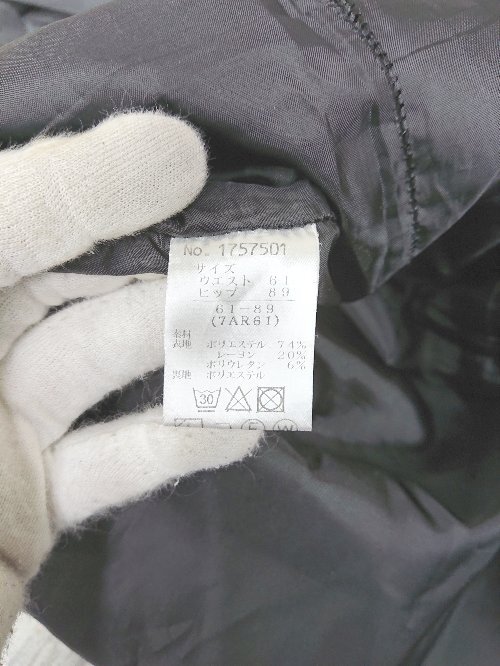 No. 1757501
サイズ
ウエスト 61
ヒップ 89
61-89
(7AR61)
素材
表地 ポリエステル 74%
レーヨン 20%
ポリウレタン 6%
裏地 ポリエステル
30
W